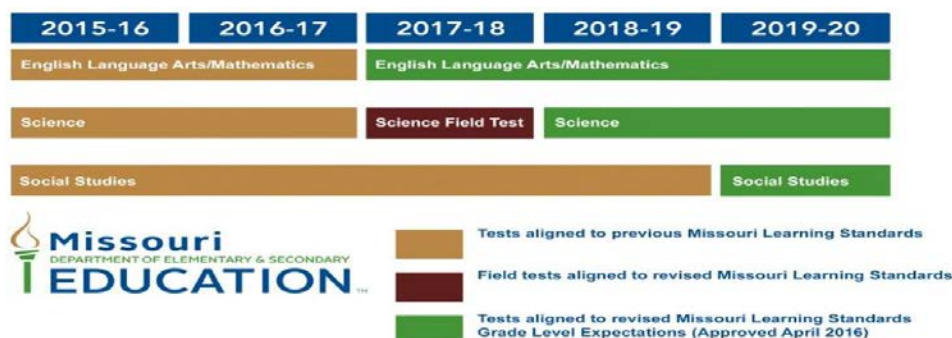 2015-16 2016-17 2017-18 2018-19 2019-20
English Language Arts/Mathematics English Language Arts/Mathematics
Science Science Field Test Science
Social Studies Social Studies
Missouri
DEPARTMENT OF ELEMENTARY & SECONDARY
EDUCATION™
Tests aligned to previous Missouri Learning Standards
Field tests aligned to revised Missouri Learning Standards
Tests aligned to revised Missouri Learning Standards
Grade Level Expectations (Approved April 2016)